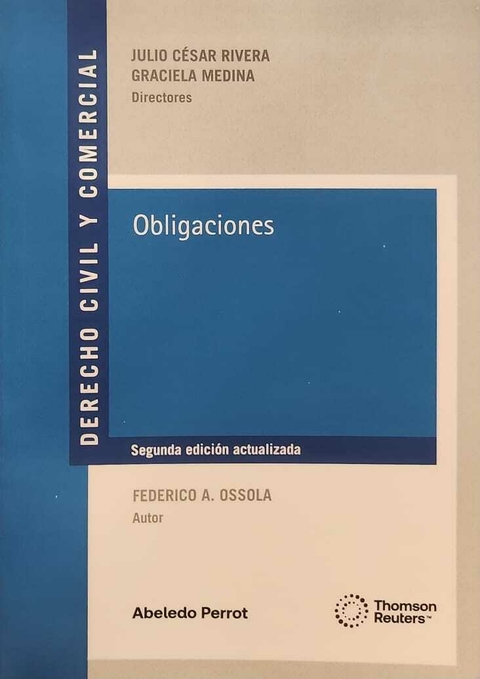 JULIO CÉSAR RIVERA
GRACIELA MEDINA
Directores
DERECHO CIVIL Y COMERCIAL
Obligaciones
Segunda edición actualizada
FEDERICO A. OSSOLA
Autor
Abeledo Perrot
Thomson
Reuters™